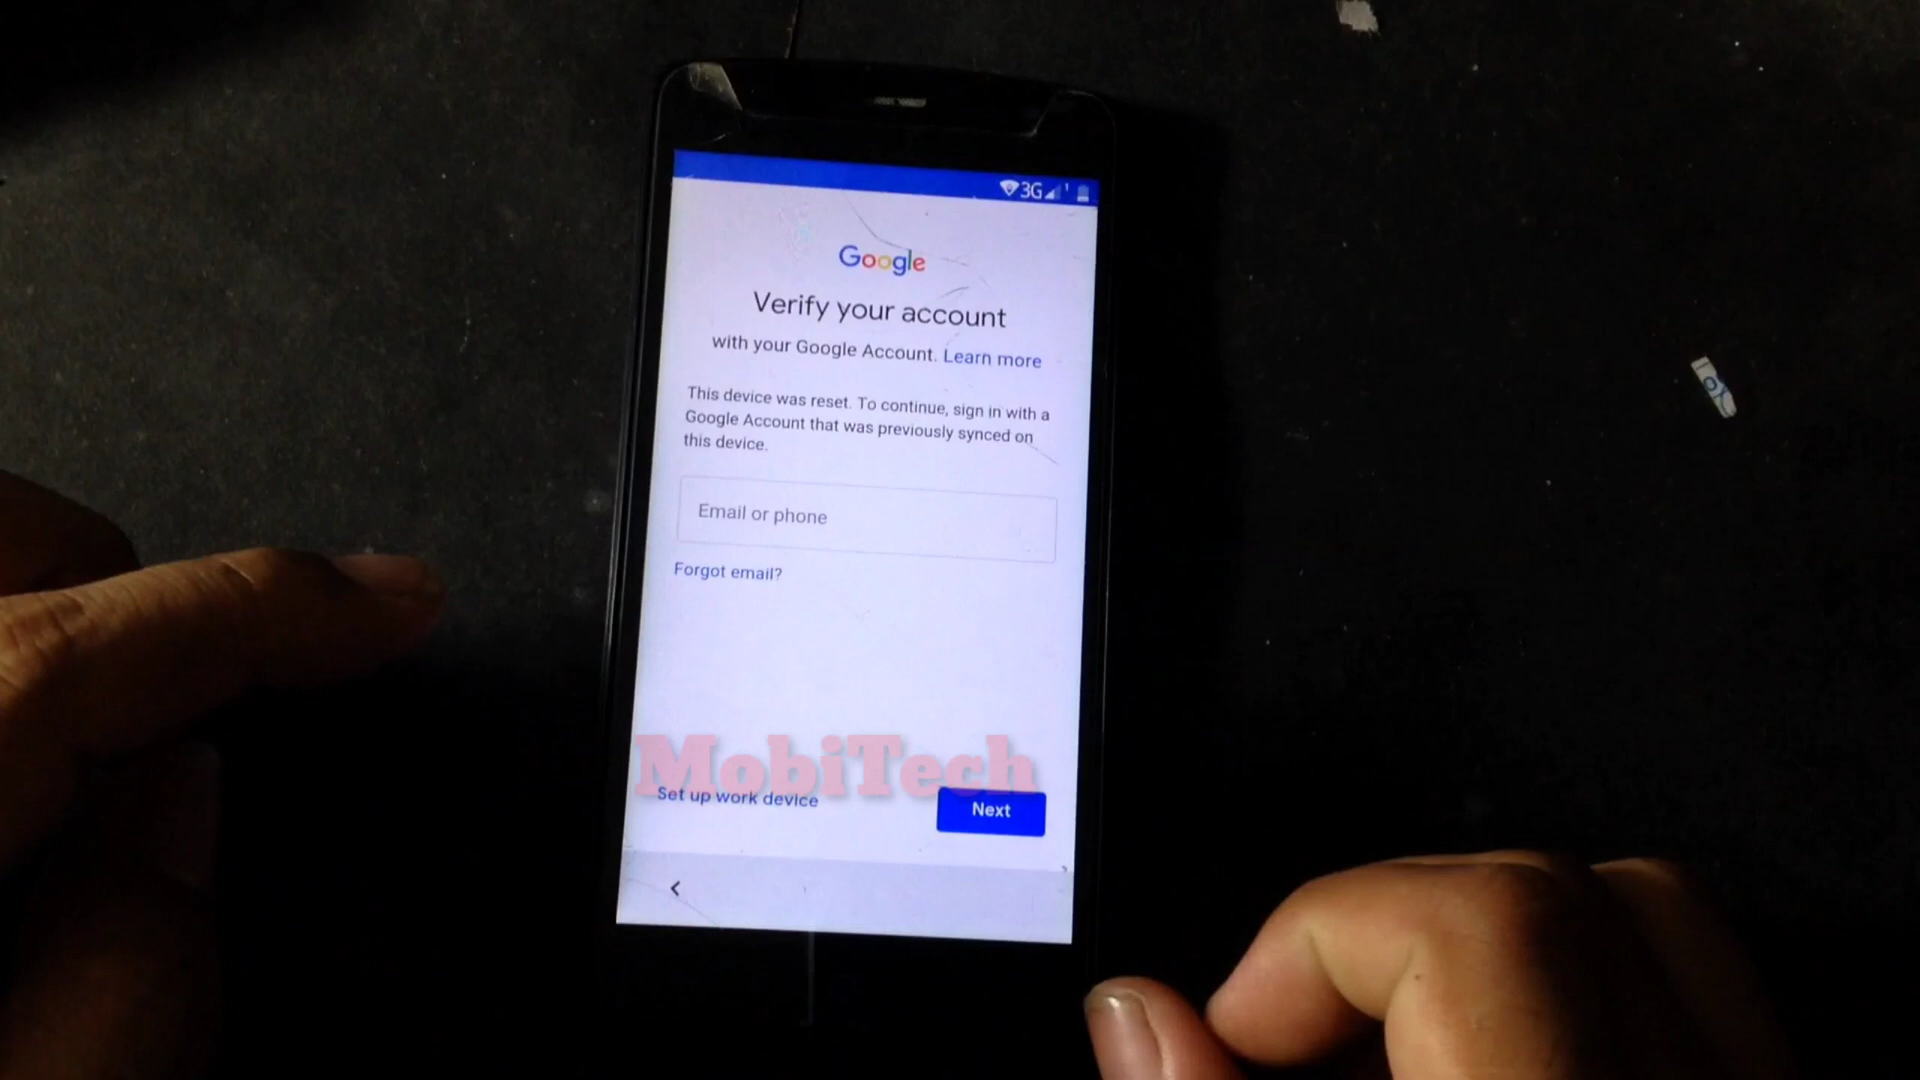 3G 1
Google
Verify your account
with your Google Account. Learn more
This device was reset. To continue, sign in with a
Google Account that was previously synced on
this device.
Email or phone
Forgot email?
MobiTech
Set up work device
Next